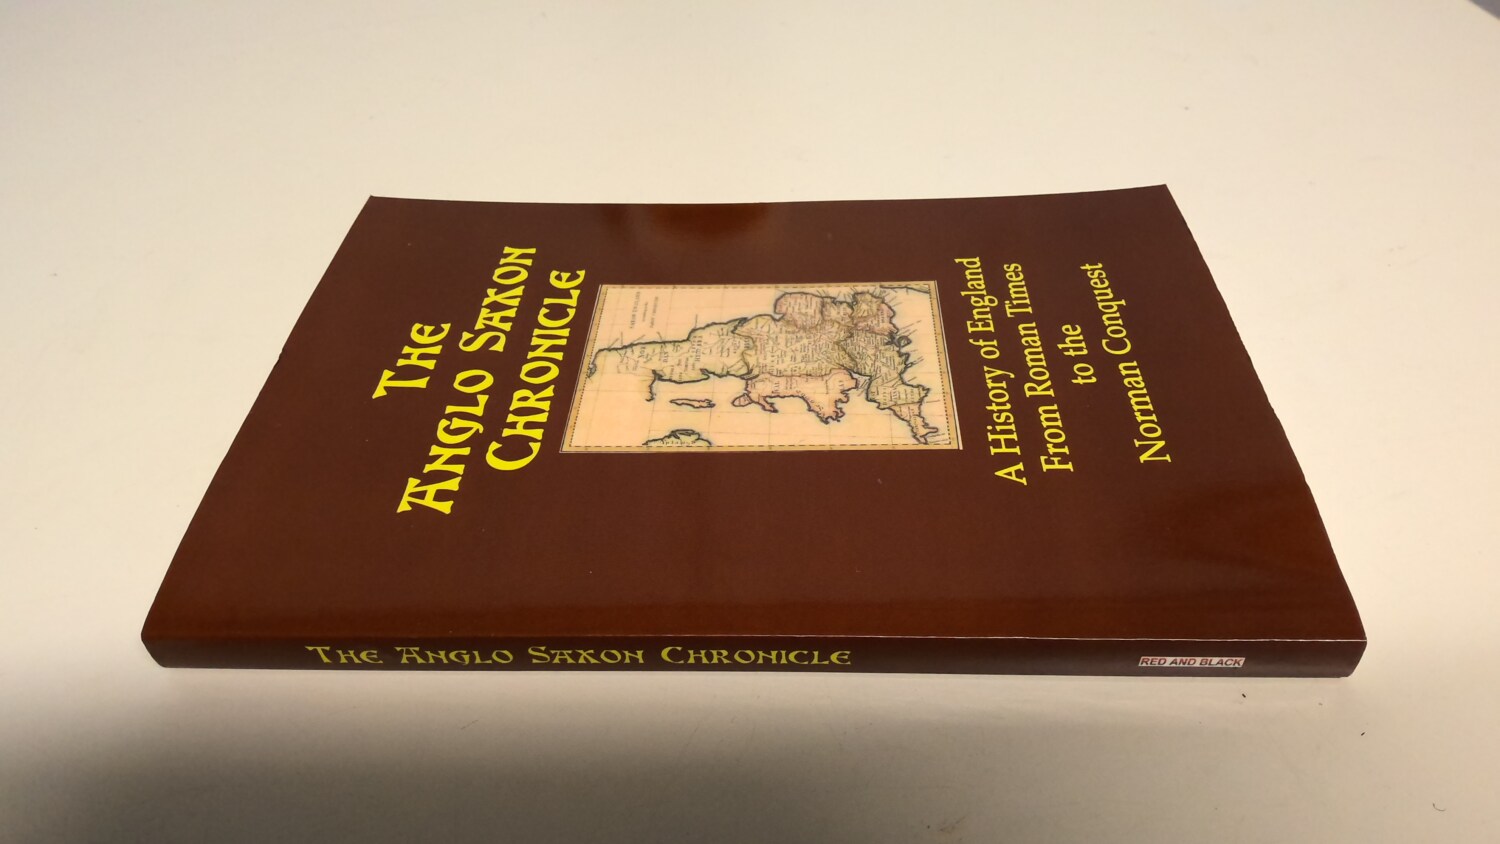 The
Anglo Saxon
Chronicle
A History of England
From Roman Times
to the
Norman Conquest
The Anglo Saxon Chronicle
RED AND BLACK